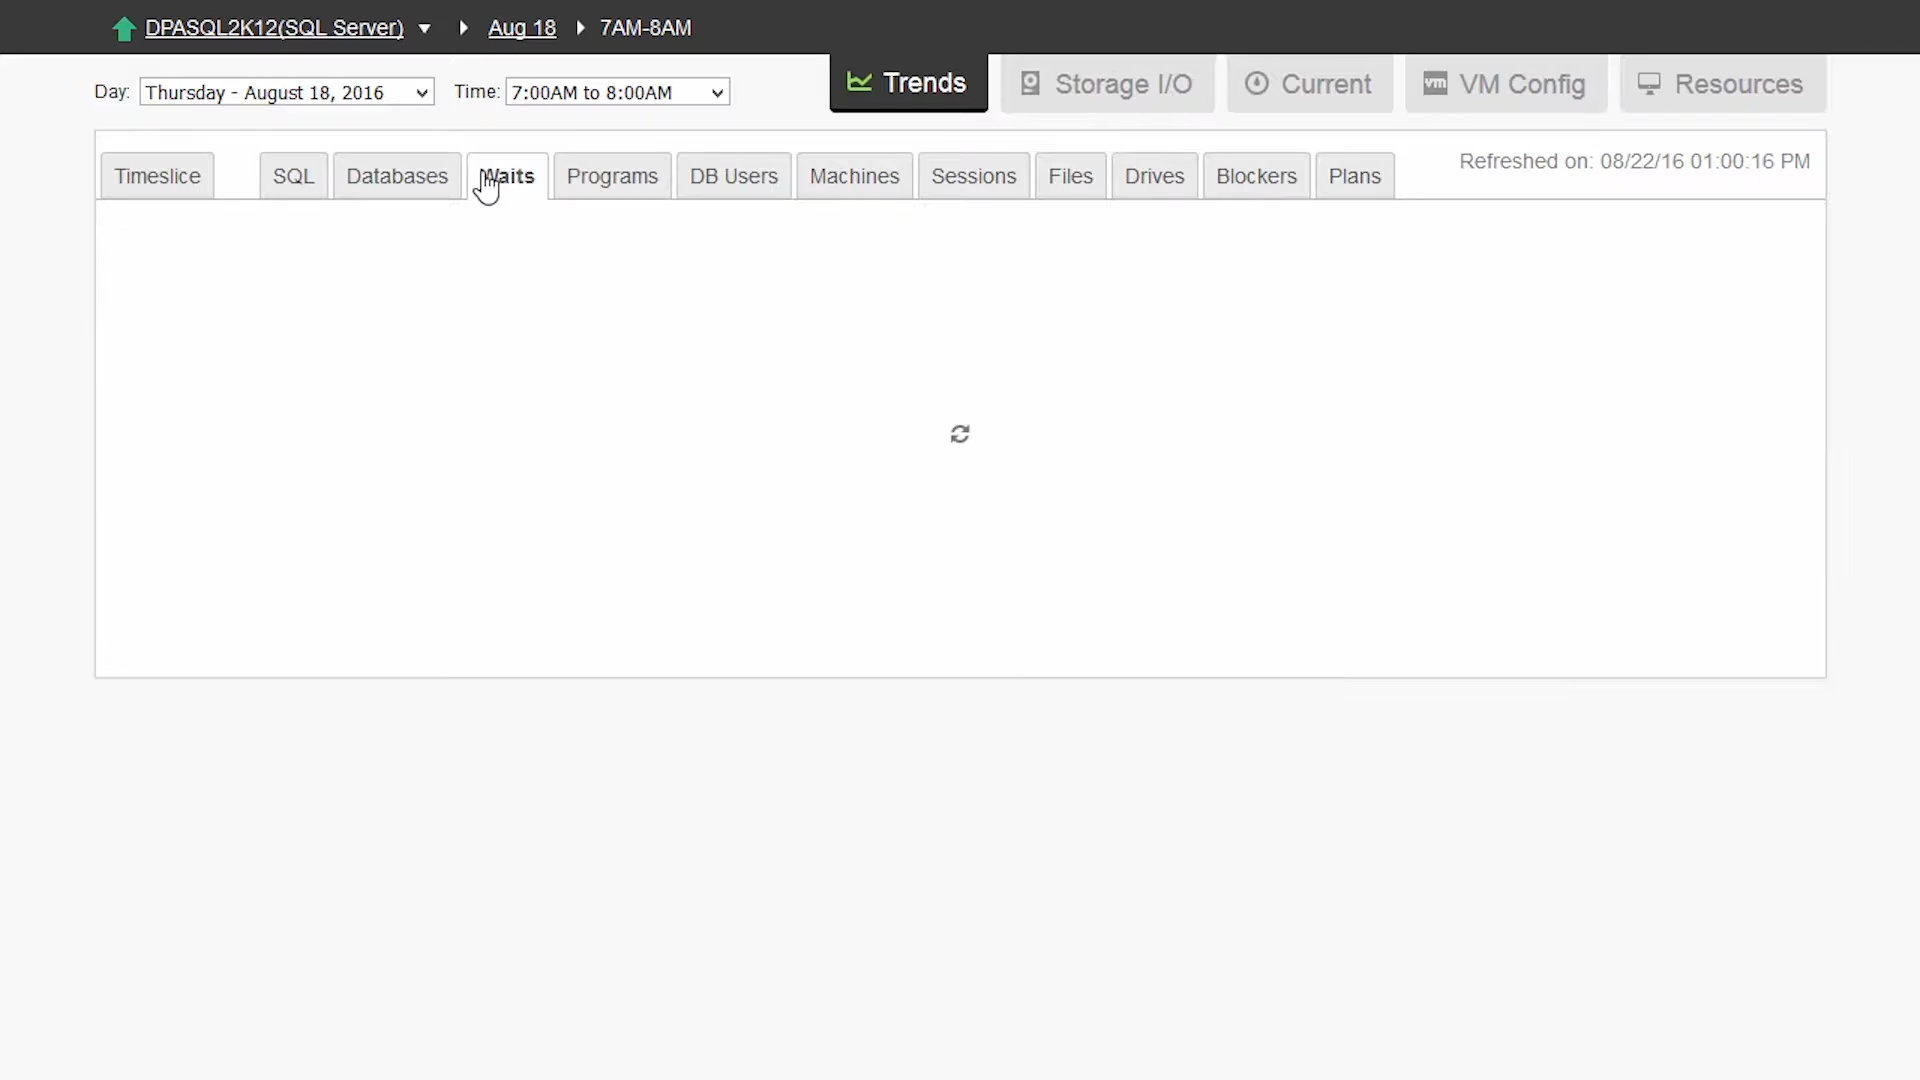 DPASQL2K12(SQL Server) Aug 18 7AM-8AM
Day: Thursday - August 18, 2016 Time: 7:00AM to 8:00AM
Trends Storage I/O Current vm VM Config Resources
Timeslice SQL Databases Waits Programs DB Users Machines Sessions Files Drives Blockers Plans
Refreshed on: 08/22/16 01:00:16 PM